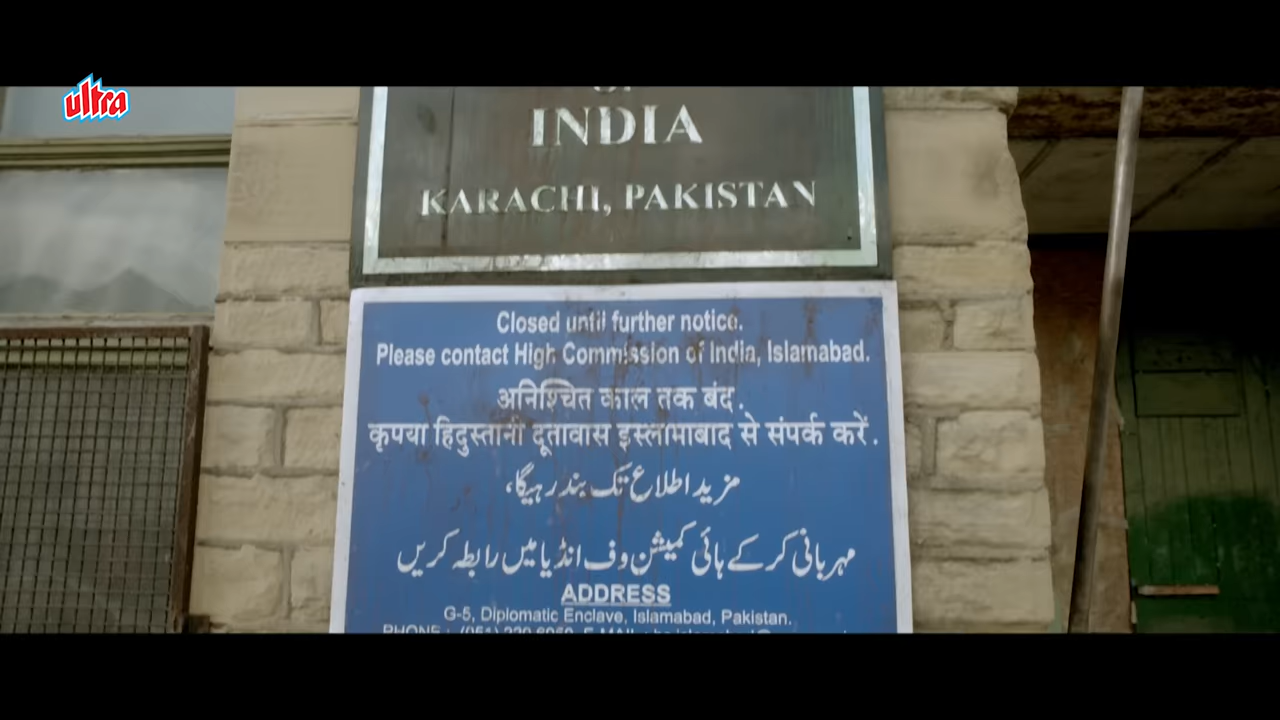 ultra
INDIA
KARACHI, PAKISTAN
Closed until further notice.
Please contact High Commission of India, Islamabad.
अनिश्चित काल तक बंद.
कृपया हिंदुस्तानी दूतावास इस्लामाबाद से संपर्क करें.
مزید اطلاع تک بند رہیگا،
مہربانی کر کے ہائی کمیشن وف انڈیا میں رابطہ کریں
ADDRESS
G-5, Diplomatic Enclave, Islamabad, Pakistan.